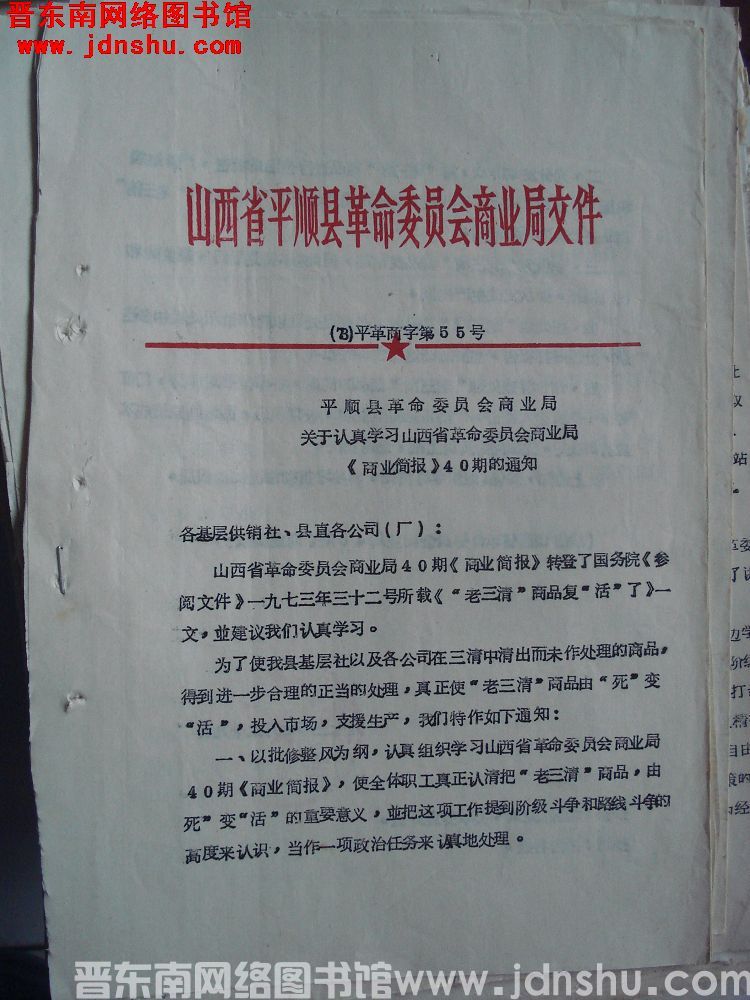 晋东南网络图书馆
www.jdnshu.com
山西省平顺县革命委员会商业局文件
(73)平革商字第55号
平顺县革命委员会商业局
关于认真学习山西省革命委员会商业局
《商业简报》40期的通知
各基层供销社、县直各公司(厂)：
山西省革命委员会商业局40期《商业简报》转登了国务院《参
阅文件》一九七三年三十二号所载《“老三清”商品复“活”了》一
文，並建议我们认真学习。
为了使我县基层社以及各公司在三清中清出而未作处理的商品，
得到进一步合理的正当的处理，真正使“老三清”商品由“死”变
“活”，投入市场，支援生产，我们特作如下通知：
一、以批修整风为纲，认真组织学习山西省革命委员会商业局
40期《商业简报》，使全体职工真正认清把“老三清”商品，由
死”变“活”的重要意义，並把这项工作提到阶级斗争和路线斗争的
高度来认识，当作一项政治任务来认真地处理。
晋东南网络图书馆www.jdnshu.com